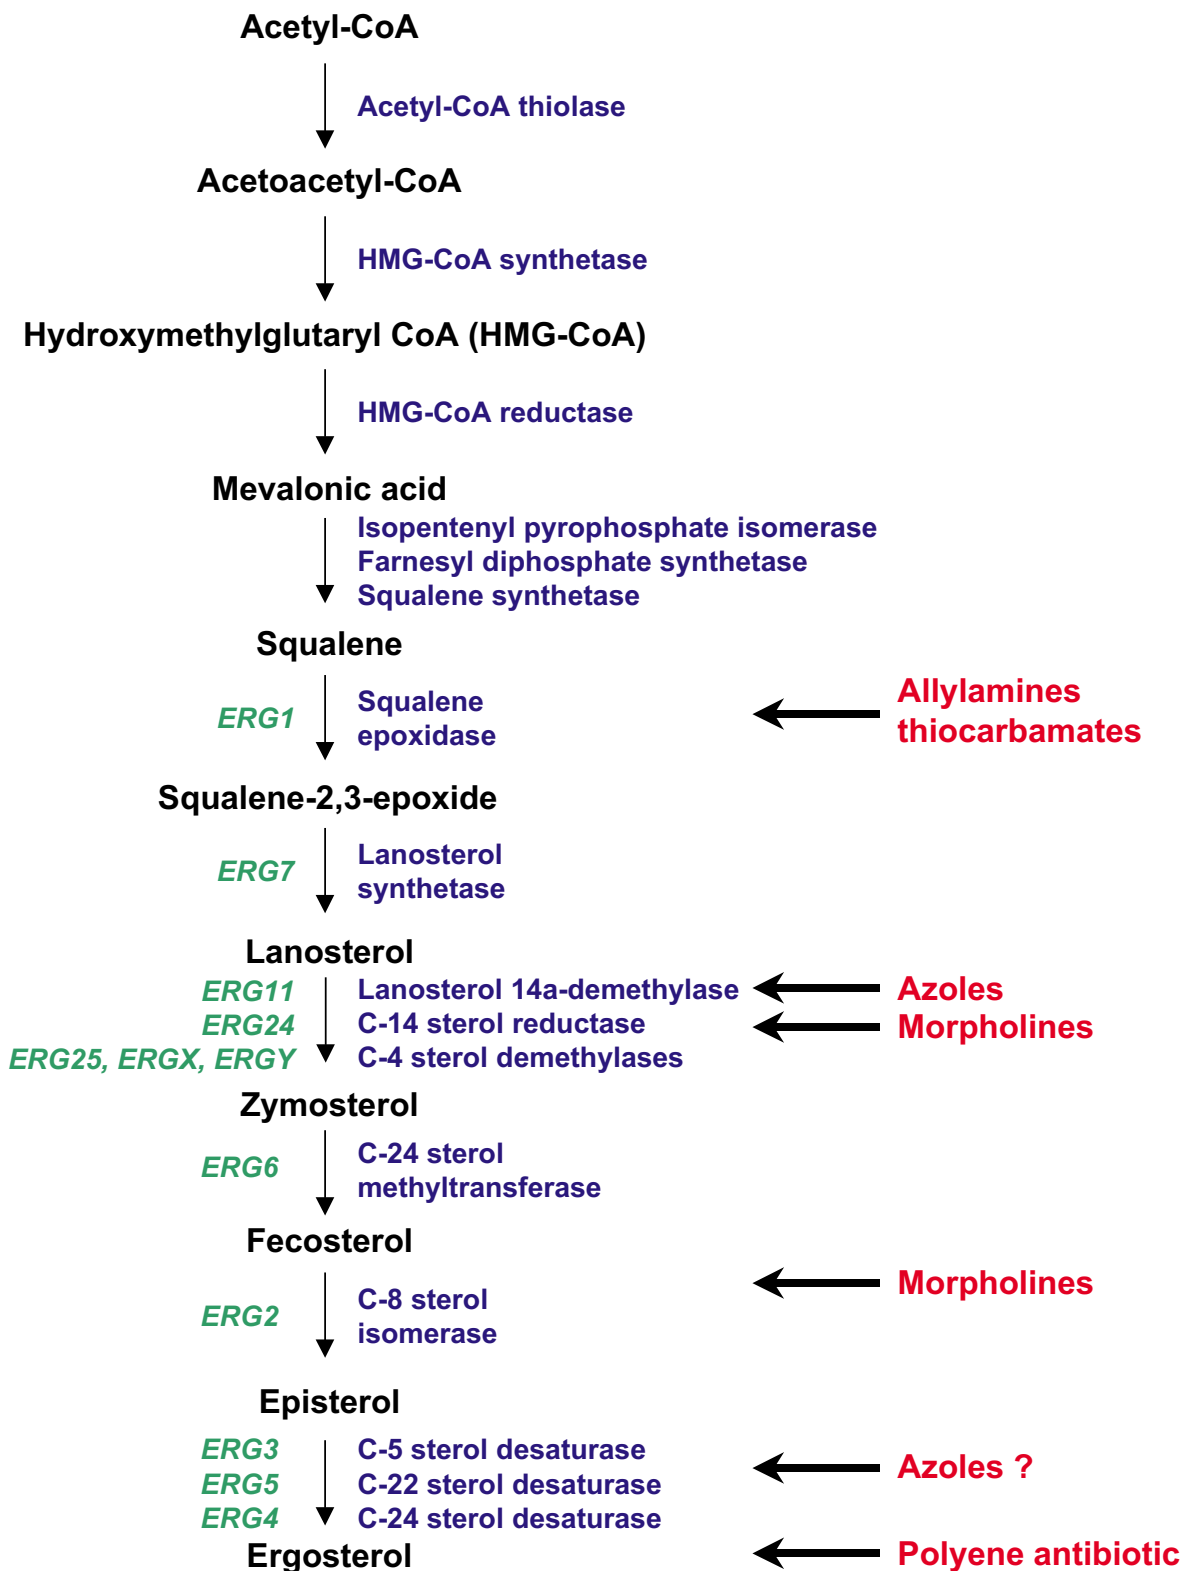 Acetyl-CoA
Acetyl-CoA thiolase
Acetoacetyl-CoA
HMG-CoA synthetase
Hydroxymethylglutaryl CoA (HMG-CoA)
HMG-CoA reductase
Mevalonic acid
Isopentenyl pyrophosphate isomerase
Farnesyl diphosphate synthetase
Squalene synthetase
Squalene
ERG1
Squalene
epoxidase
Allylamines
thiocarbamates
Squalene-2,3-epoxide
ERG7
Lanosterol
synthetase
Lanosterol
ERG11 Lanosterol 14a-demethylase Azoles
ERG24 C-14 sterol reductase Morpholines
ERG25, ERGX, ERGY C-4 sterol demethylases
Zymosterol
ERG6
C-24 sterol
methyltransferase
Fecosterol
Morpholines
ERG2
C-8 sterol
isomerase
Episterol
ERG3 C-5 sterol desaturase
Azoles ?
ERG5 C-22 sterol desaturase
ERG4 C-24 sterol desaturase
Ergosterol Polyene antibiotic